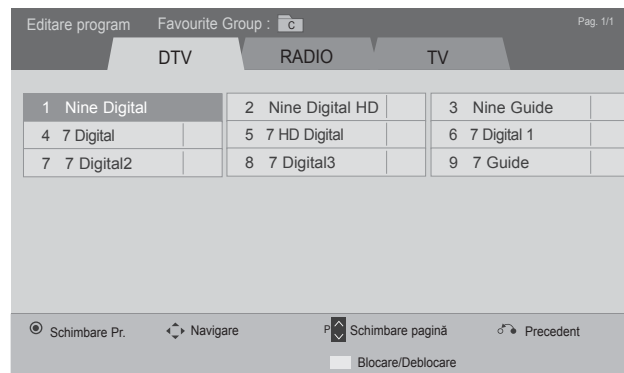 Editare program Favourite Group : C Pag. 1/1
DTV RADIO TV
1 Nine Digital 2 Nine Digital HD 3 Nine Guide
4 7 Digital 5 7 HD Digital 6 7 Digital 1
7 7 Digital2 8 7 Digital3 9 7 Guide
Schimbare Pr. Navigare P Schimbare pagină Precedent
Blocare/Deblocare